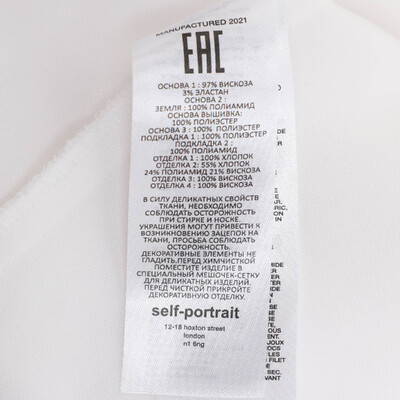 MANUFACTURED 2021
EAC
ОСНОВА 1 : 97% ВИСКОЗА
3% ЭЛАСТАН
ОСНОВА 2 :
ЗЕМЛЯ : 100% ПОЛИАМИД
ОСНОВА ВЫШИВКА:
100% ПОЛИЭСТЕР
ОСНОВА 3 : 100% ПОЛИЭСТЕР
ПОДКЛАДКА 1 : 100% ПОЛИЭСТЕР
ПОДКЛАДКА 2 :
100% ПОЛИАМИД
ОТДЕЛКА 1 : 100% ХЛОПОК
ОТДЕЛКА 2: 55% ХЛОПОК
24% ПОЛИАМИД 21% ВИСКОЗА
ОТДЕЛКА 3: 100% ВИСКОЗА
ОТДЕЛКА 4 : 100% ВИСКОЗА
В СИЛУ ДЕЛИКАТНЫХ СВОЙСТВ
ТКАНИ, НЕОБХОДИМО
СОБЛЮДАТЬ ОСТОРОЖНОСТЬ
ПРИ СТИРКЕ И НОСКЕ.
УКРАШЕНИЯ МОГУТ ПРИВЕСТИ К
ВОЗНИКНОВЕНИЮ ЗАЦЕПОК НА
ТКАНИ, ПРОСЬБА СОБЛЮДАТЬ
ОСТОРОЖНОСТЬ.
ДЕКОРАТИВНЫЕ ЭЛЕМЕНТЫ НЕ
ГЛАДИТЬ.ПЕРЕД ХИМЧИСТКОЙ
ПОМЕСТИТЕ ИЗДЕЛИЕ В
СПЕЦИАЛЬНЫЙ МЕШОЧЕК-СЕТКУ
ДЛЯ ДЕЛИКАТНЫХ ИЗДЕЛИЙ.
ПЕРЕД ЧИСТКОЙ ПРИКРОЙТЕ
ДЕКОРАТИВНУЮ ОТДЕЛКУ.
self-portrait
12-18 hoxton street
london
n1 6ng